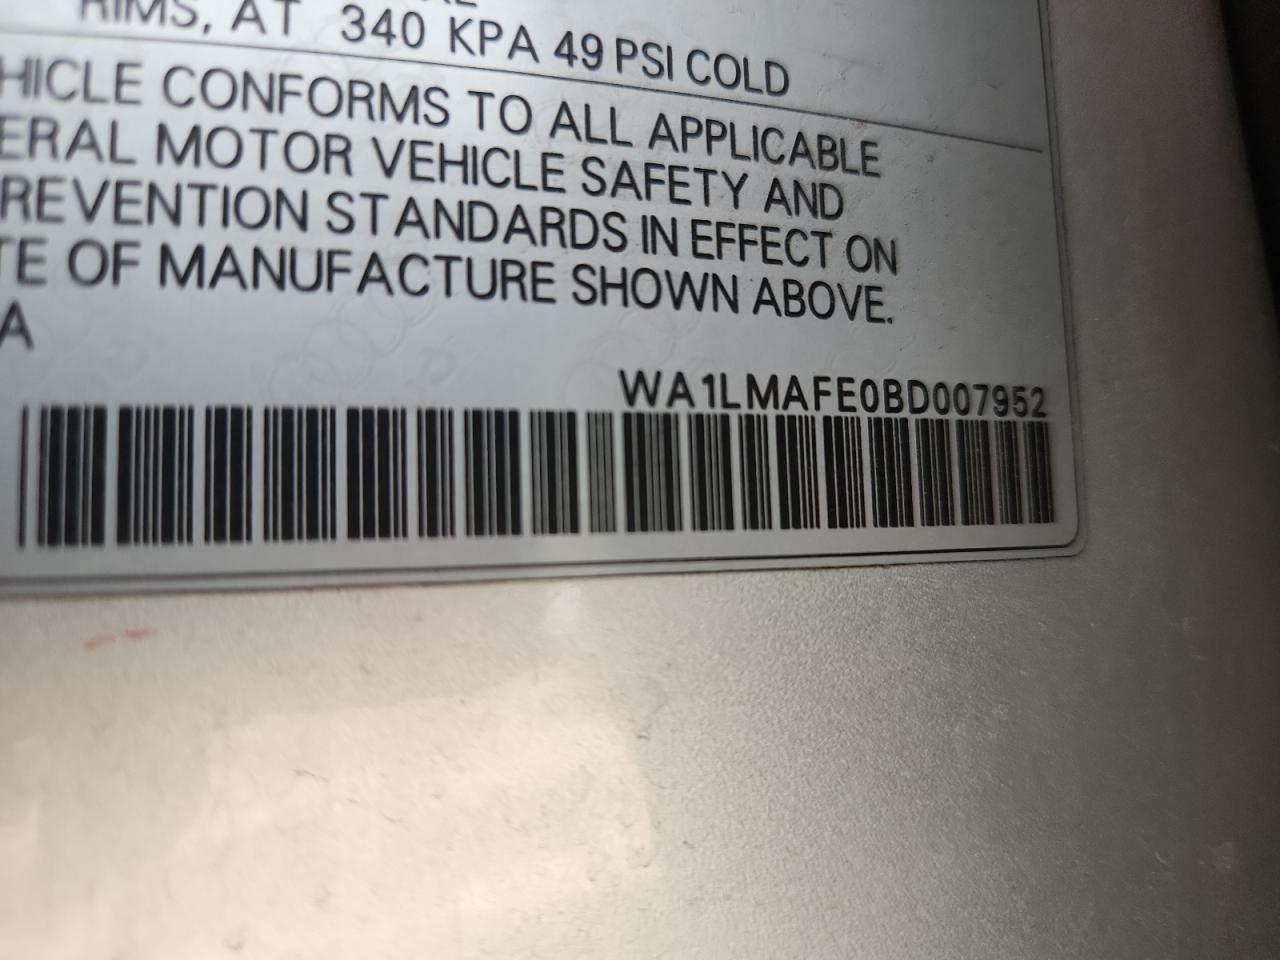 RIMS, AT 340 KPA 49 PSI COLD
HICLE CONFORMS TO ALL APPLICABLE
ERAL MOTOR VEHICLE SAFETY AND
REVENTION STANDARDS IN EFFECT ON
TE OF MANUFACTURE SHOWN ABOVE.
A
WA1LMAFE0BD007952